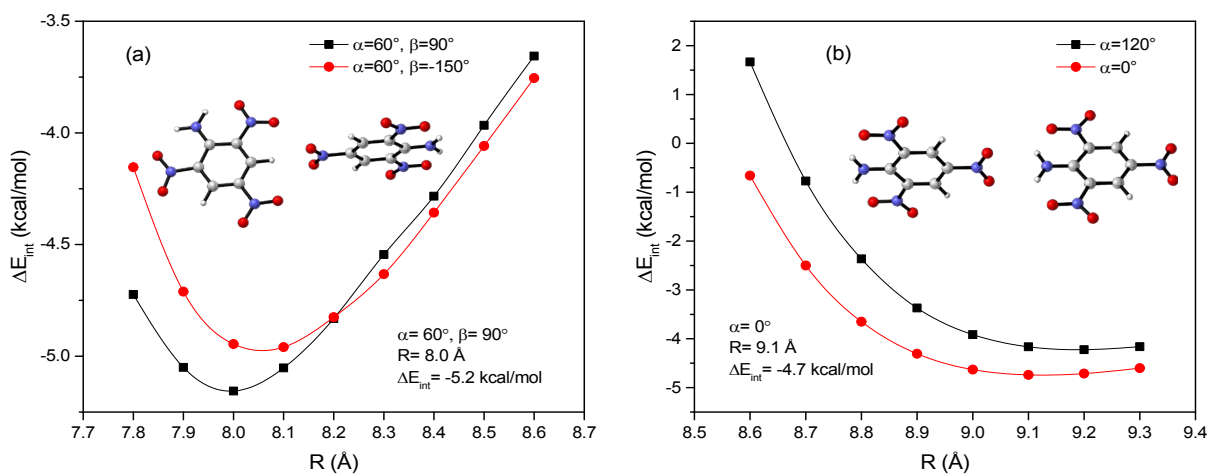 (a)
α=60°, β=90°
α=60°, β=-150°
-3.5
-4.0
-4.5
-5.0
ΔE_int (kcal/mol)
α= 60°, β= 90°
R= 8.0 Å
ΔE_int= -5.2 kcal/mol
7.7 7.8 7.9 8.0 8.1 8.2 8.3 8.4 8.5 8.6 8.7
R (Å)
(b)
α=120°
α=0°
2
1
0
-1
-2
-3
-4
-5
ΔE_int (kcal/mol)
α= 0°
R= 9.1 Å
ΔE_int= -4.7 kcal/mol
8.5 8.6 8.7 8.8 8.9 9.0 9.1 9.2 9.3 9.4
R (Å)